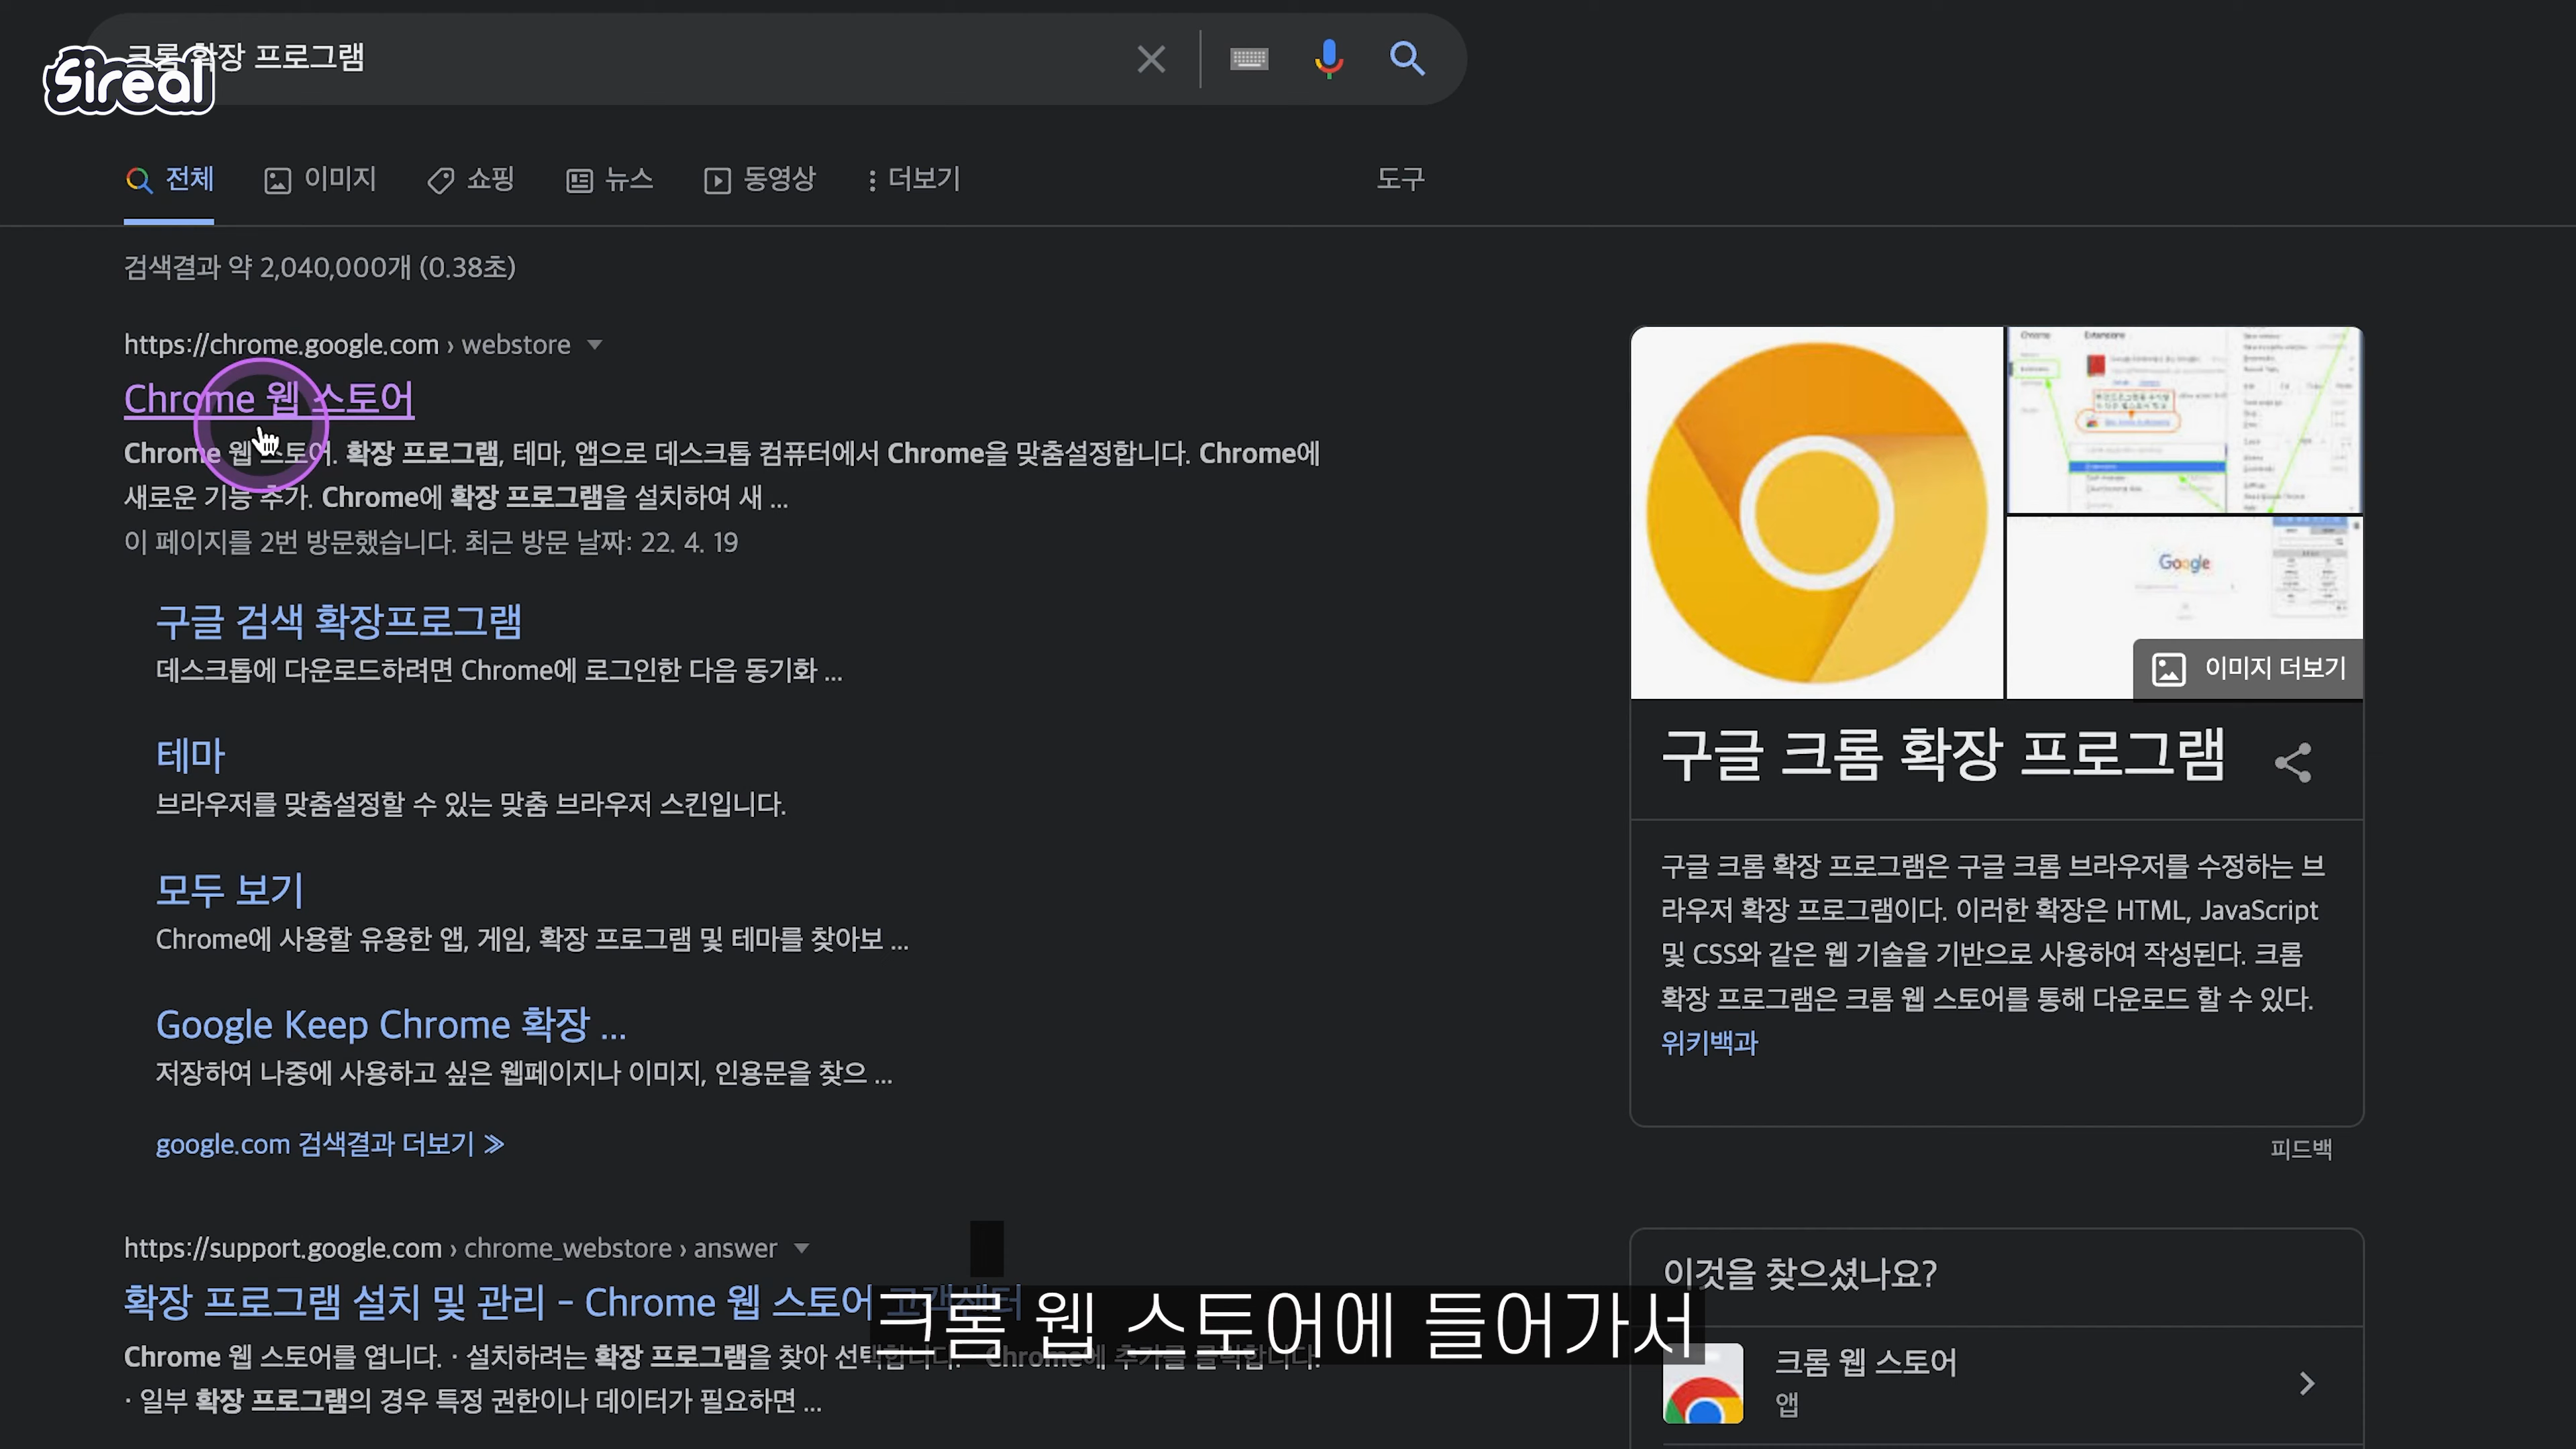 크롬 확장 프로그램
Sireal
전체 이미지 쇼핑 뉴스 동영상 더보기 도구
검색결과 약 2,040,000개 (0.38초)
https://chrome.google.com › webstore
Chrome 웹 스토어
Chrome 웹 스토어. 확장 프로그램, 테마, 앱으로 데스크톱 컴퓨터에서 Chrome을 맞춤설정합니다. Chrome에
새로운 기능 추가. Chrome에 확장 프로그램을 설치하여 새 ...
이 페이지를 2번 방문했습니다. 최근 방문 날짜: 22. 4. 19
구글 검색 확장프로그램
데스크톱에 다운로드하려면 Chrome에 로그인한 다음 동기화 ...
테마
브라우저를 맞춤설정할 수 있는 맞춤 브라우저 스킨입니다.
모두 보기
Chrome에 사용할 유용한 앱, 게임, 확장 프로그램 및 테마를 찾아보 ...
Google Keep Chrome 확장 ...
저장하여 나중에 사용하고 싶은 웹페이지나 이미지, 인용문을 찾으 ...
google.com 검색결과 더보기 ≫
https://support.google.com › chrome_webstore › answer
확장 프로그램 설치 및 관리 - Chrome 웹 스토어 고객센터
Chrome 웹 스토어를 엽니다. · 설치하려는 확장 프로그램을 찾아 선택합니다. · Chrome에 추가를 클릭합니다.
· 일부 확장 프로그램의 경우 특정 권한이나 데이터가 필요하면 ...
Google
이미지 더보기
구글 크롬 확장 프로그램
구글 크롬 확장 프로그램은 구글 크롬 브라우저를 수정하는 브
라우저 확장 프로그램이다. 이러한 확장은 HTML, JavaScript
및 CSS와 같은 웹 기술을 기반으로 사용하여 작성된다. 크롬
확장 프로그램은 크롬 웹 스토어를 통해 다운로드 할 수 있다.
위키백과
피드백
이것을 찾으셨나요?
크롬 웹 스토어
앱
크롬 웹 스토어에 들어가서